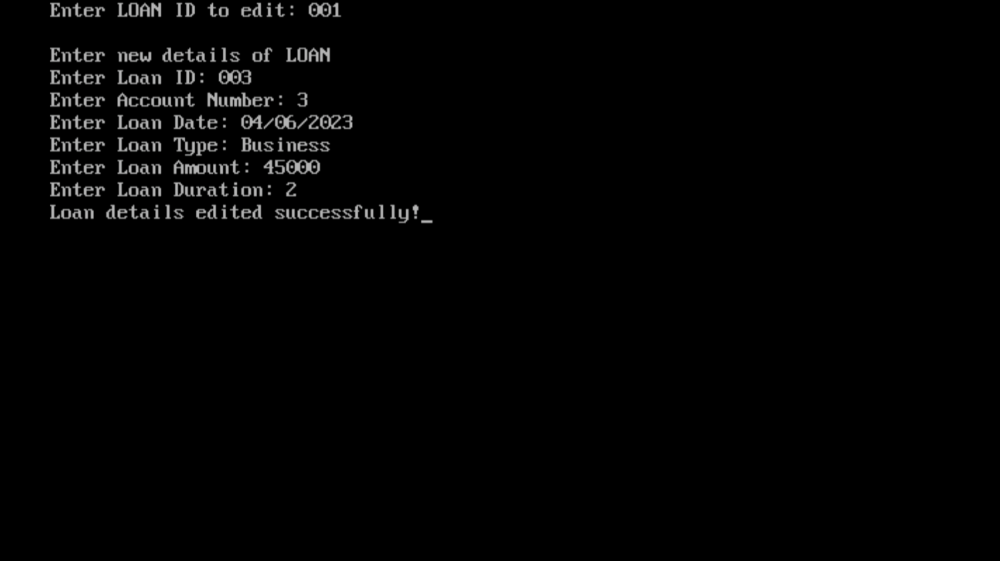 Enter LOAN ID to edit: 001
Enter new details of LOAN
Enter Loan ID: 003
Enter Account Number: 3
Enter Loan Date: 04/06/2023
Enter Loan Type: Business
Enter Loan Amount: 45000
Enter Loan Duration: 2
Loan details edited successfully!_